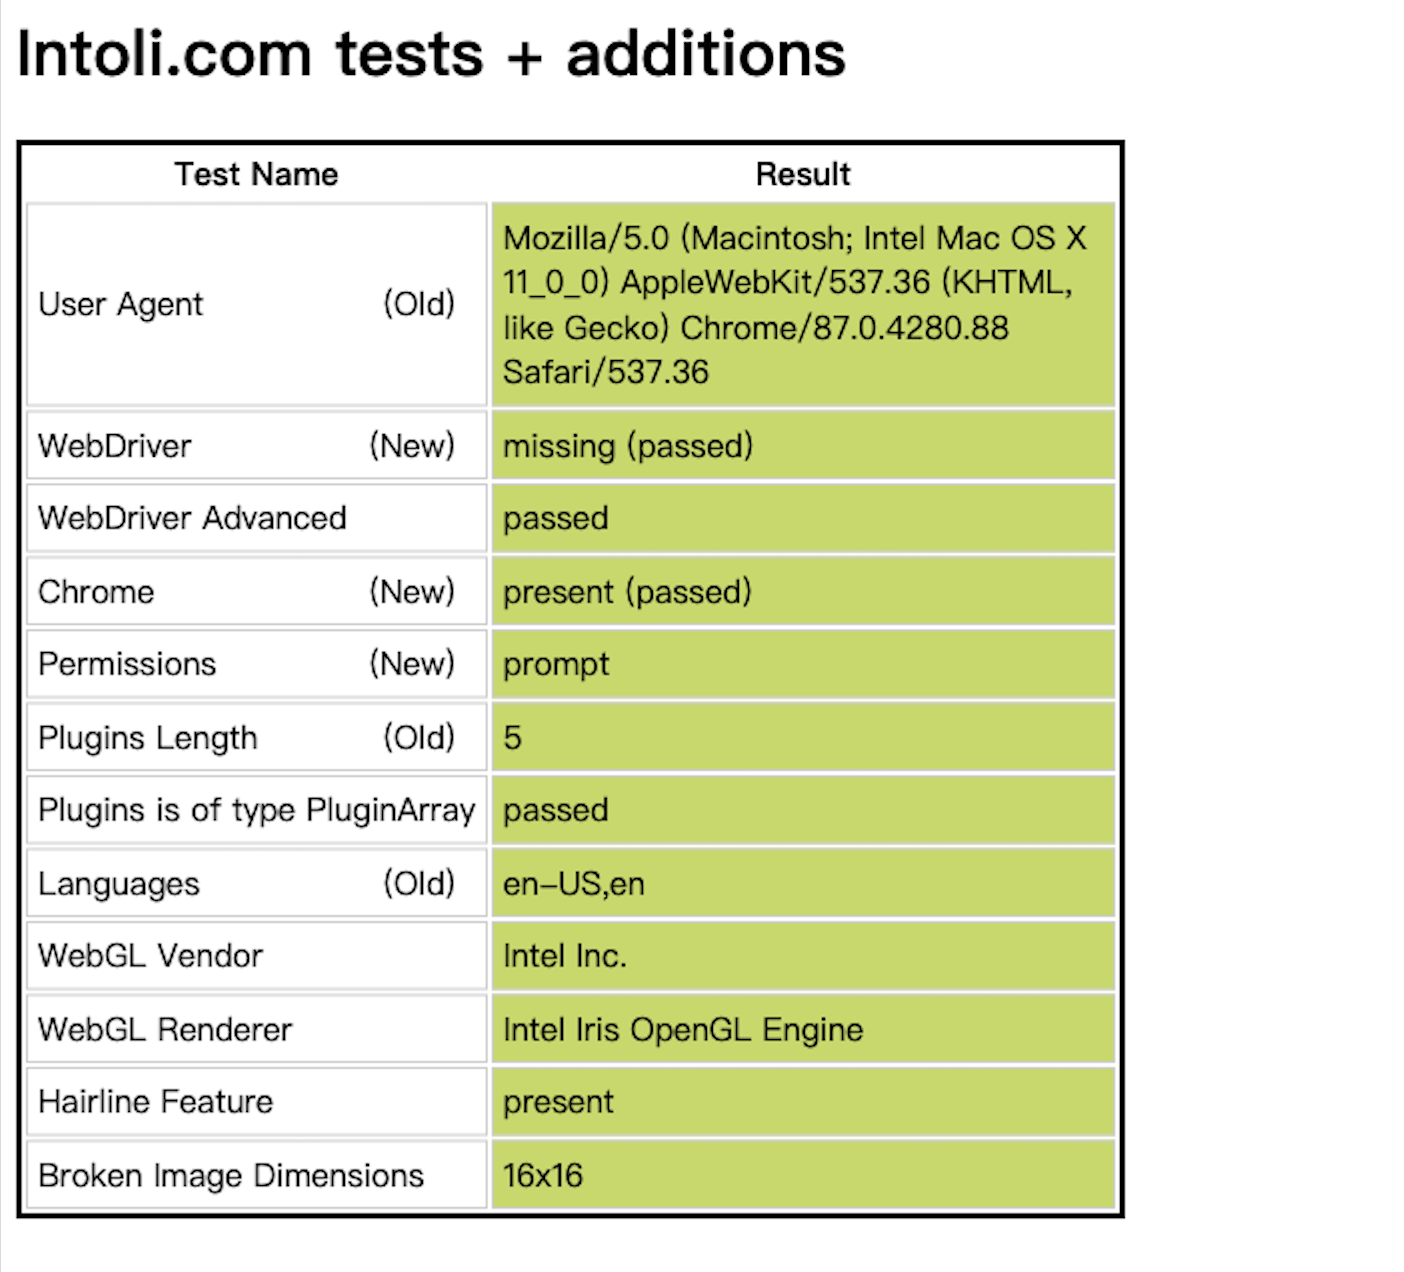 Intoli.com tests + additions
Test Name Result
User Agent (Old) Mozilla/5.0 (Macintosh; Intel Mac OS X
11_0_0) AppleWebKit/537.36 (KHTML,
like Gecko) Chrome/87.0.4280.88
Safari/537.36
WebDriver (New) missing (passed)
WebDriver Advanced passed
Chrome (New) present (passed)
Permissions (New) prompt
Plugins Length (Old) 5
Plugins is of type PluginArray passed
Languages (Old) en–US,en
WebGL Vendor Intel Inc.
WebGL Renderer Intel Iris OpenGL Engine
Hairline Feature present
Broken Image Dimensions 16x16